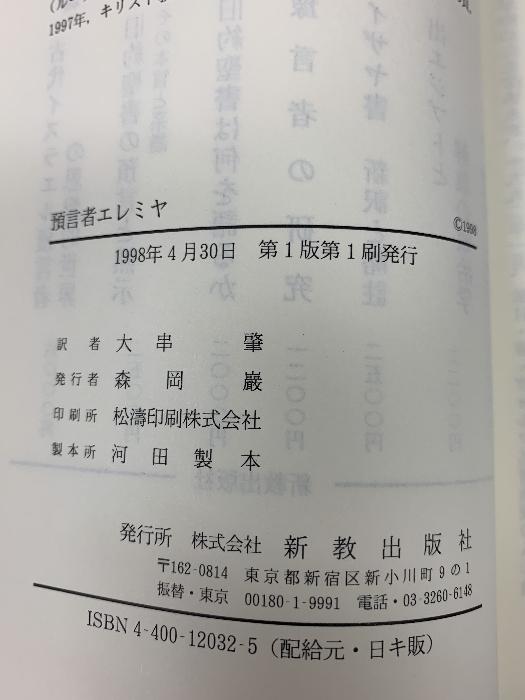 (ル
1997年, キリスト
預言者エレミヤ
©1998
1998年4月30日 第1版第1刷発行
訳者 大串 肇
発行者 森岡 巌
印刷所 松濤印刷株式会社
製本所 河田製本
発行所 株式会社 新教出版社
〒162-0814 東京都新宿区新小川町9の1
振替・東京 00180-1-9991 電話・03-3260-6148
ISBN 4-400-12032-5 (配給元・日キ販)